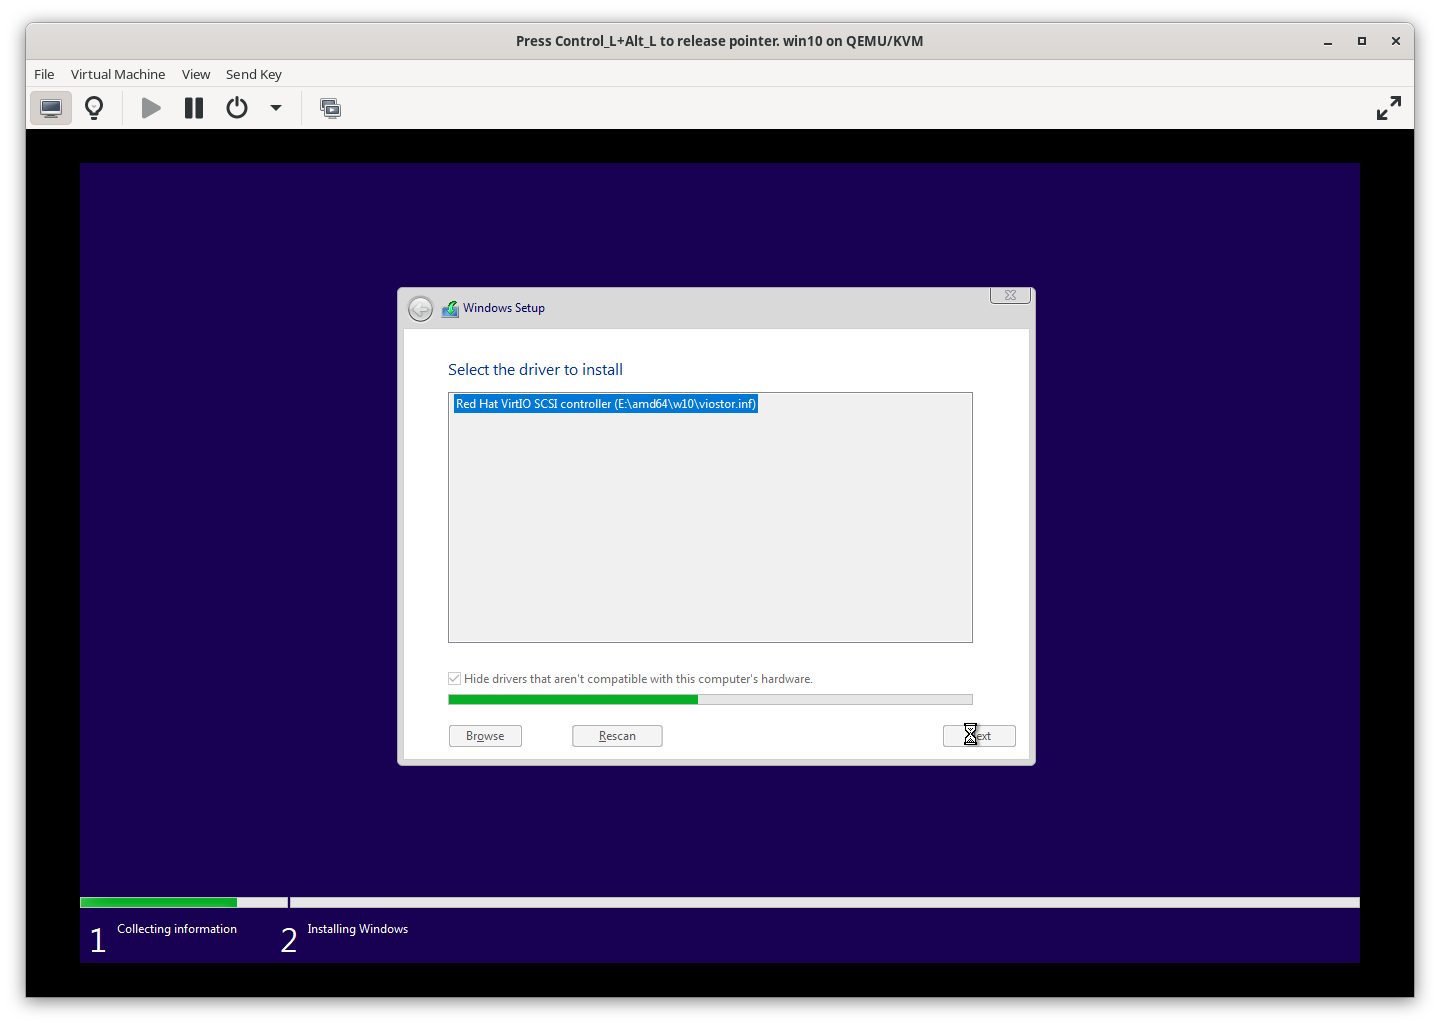 Press Control_L+Alt_L to release pointer. win10 on QEMU/KVM
File Virtual Machine View Send Key
Windows Setup
Select the driver to install
Red Hat VirtIO SCSI controller (E:\amd64\w10\viostor.inf)
Hide drivers that aren't compatible with this computer's hardware.
Browse Rescan
1 Collecting information 2 Installing Windows